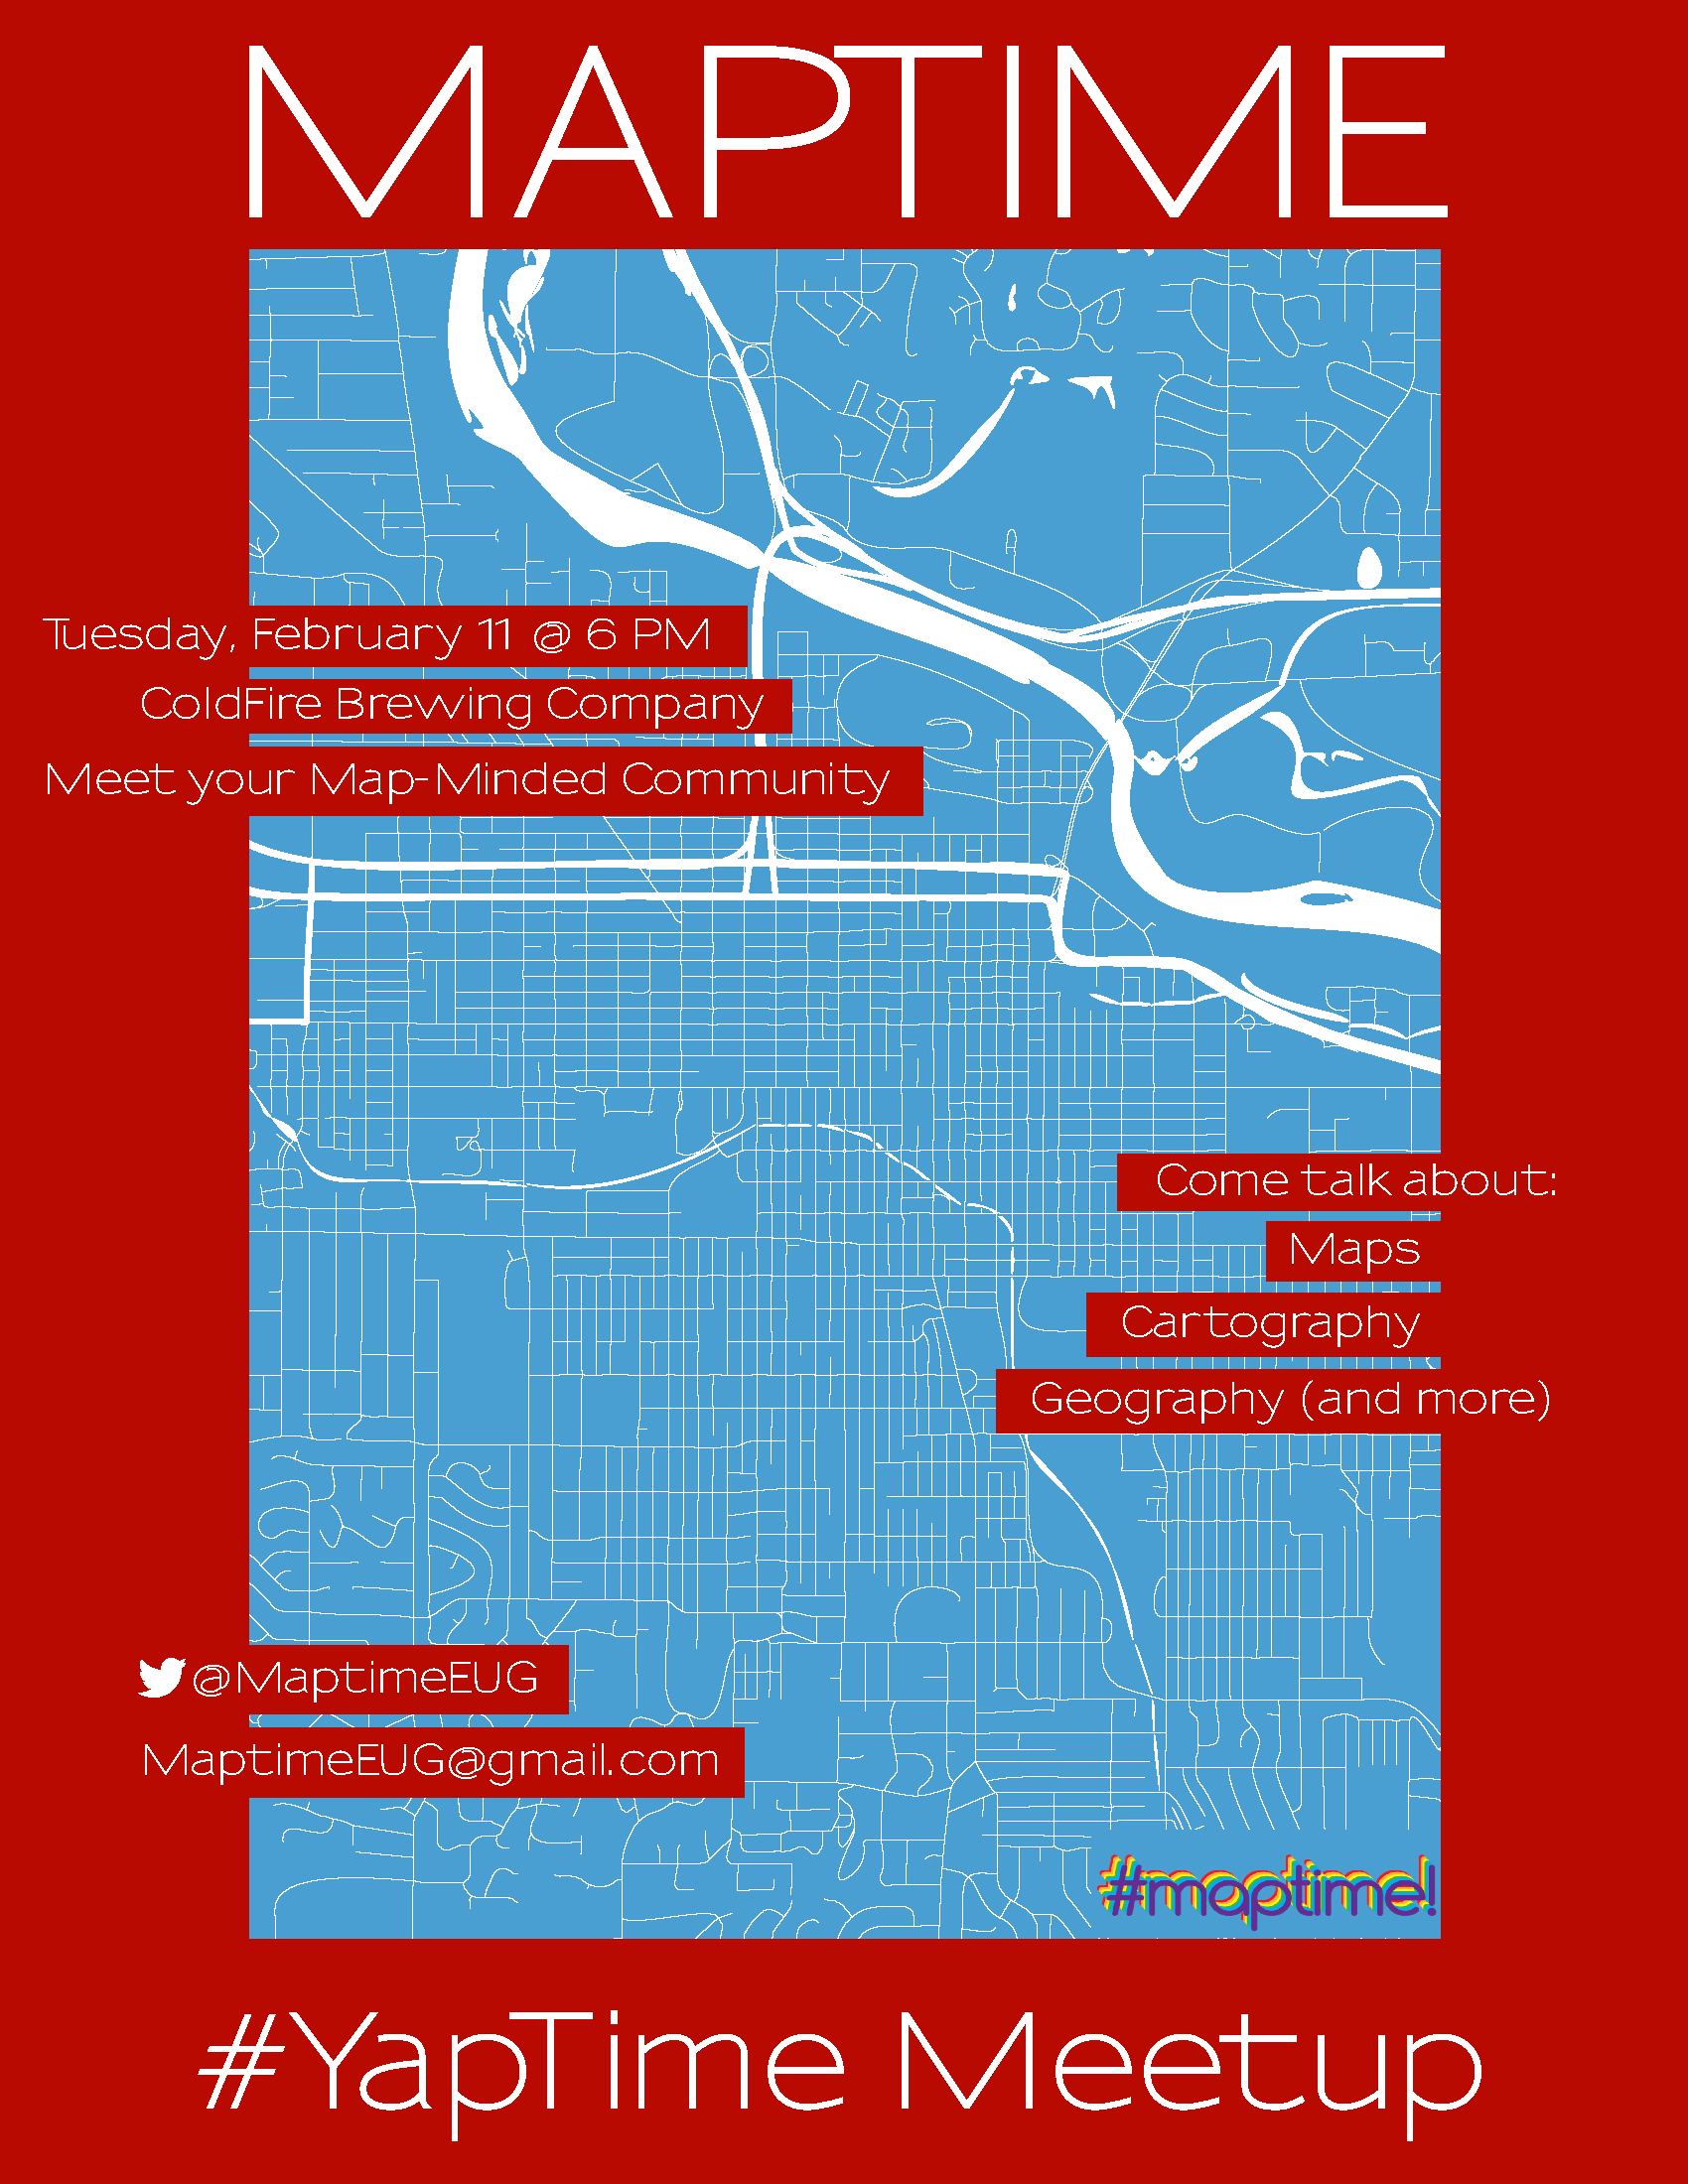 MAPTIME
Tuesday, February 11 @ 6 PM
ColdFire Brewing Company
Meet your Map-Minded Community
Come talk about:
Maps
Cartography
Geography (and more)
@MaptimeEUG
MaptimeEUG@gmail.com
#maptime!
#YapTime Meetup